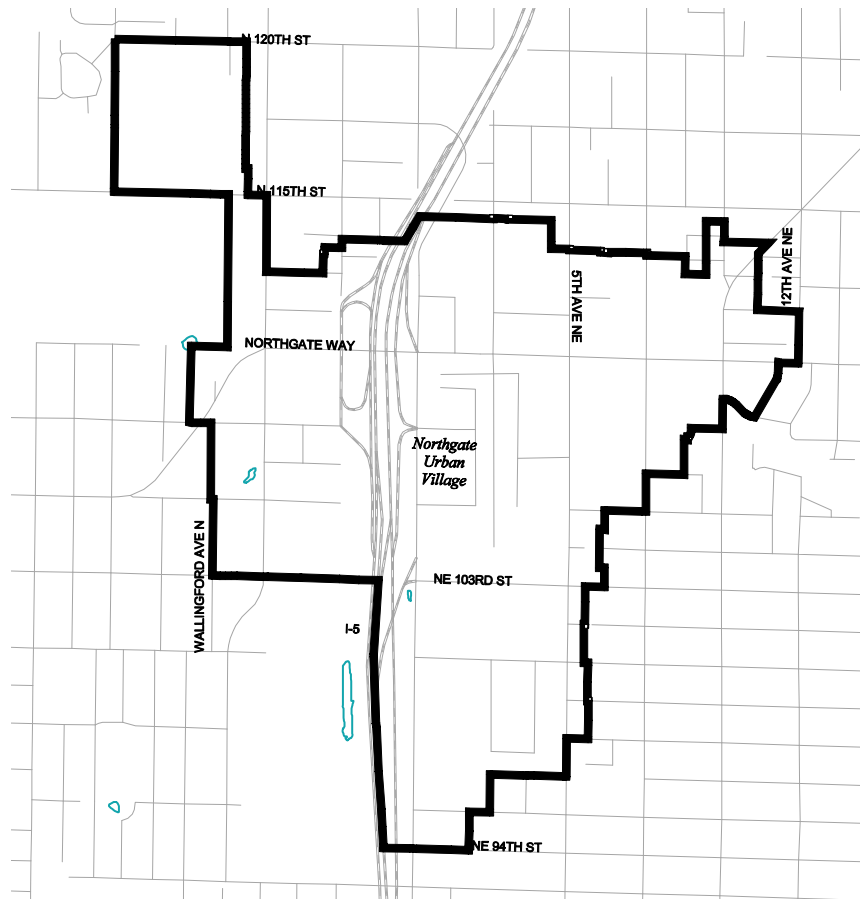 N 120TH ST
N 115TH ST
12TH AVE NE
5TH AVE NE
NORTHGATE WAY
Northgate
Urban
Village
WALLINGFORD AVE N
NE 103RD ST
I-5
NE 94TH ST